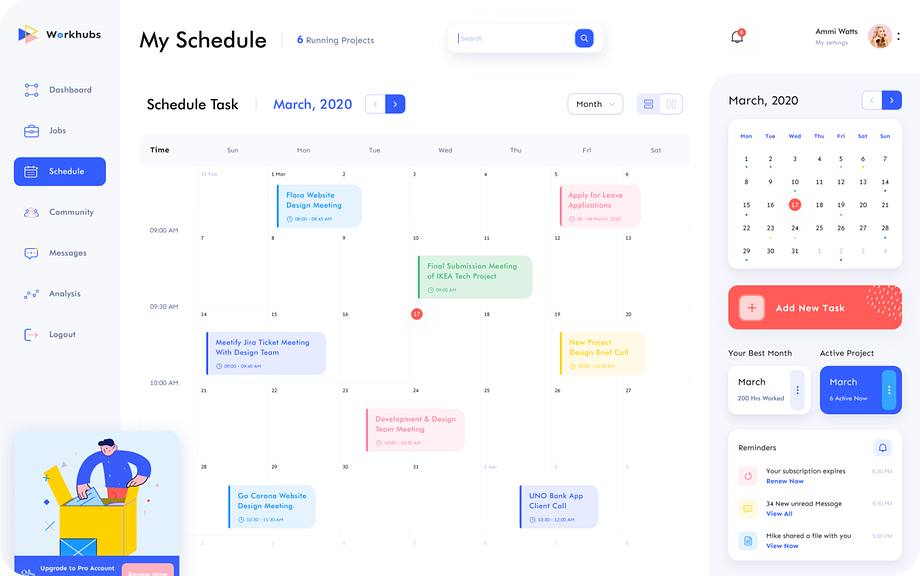 Workhubs
Dashboard
Jobs
Schedule
Community
Messages
Analysis
Logout
Upgrade to Pro Account
Renew Now
My Schedule
6 Running Projects
Search
6
Ammi Watts
My settings
Schedule Task
March, 2020
Month
Time Sun Mon Tue Wed Thu Fri Sat
29 Feb 1 Mar 2 3 4 5 6
Flora Website
Design Meeting
08:00 - 08:45 AM
Apply for Leave
Applications
05 - 06 March, 2020
09:00 AM
7 8 9 10 11 12 13
Final Submission Meeting
of IKEA Tech Project
09:00 AM
09:30 AM
14 15 16 17 18 19 20
Meetify Jira Ticket Meeting
With Design Team
09:00 - 09:45 AM
New Project
Design Brief Call
10:00 AM
21 22 23 24 25 26 27
Development & Design
Team Meeting
10:00 - 10:30 AM
28 29 30 31 1 Apr 2 3
Go Corona Website
Design Meeting
10:30 - 11:30 AM
UNO Bank App
Client Call
10:30 - 12:00 AM
2 3 4 5 6 7 8
March, 2020
Mon Tue Wed Thu Fri Sat Sun
1 2 3 4 5 6 7
8 9 10 11 12 13 14
15 16 17 18 19 20 21
22 23 24 25 26 27 28
29 30 31 1 2 3 4
Add New Task
Your Best Month
March
200 Hrs Worked
Active Project
March
6 Active Now
Reminders
Your subscription expires
6:30 PM
Renew Now
34 New unread Message
5:30 PM
View All
Mike shared a file with you
5:00 PM
View Now